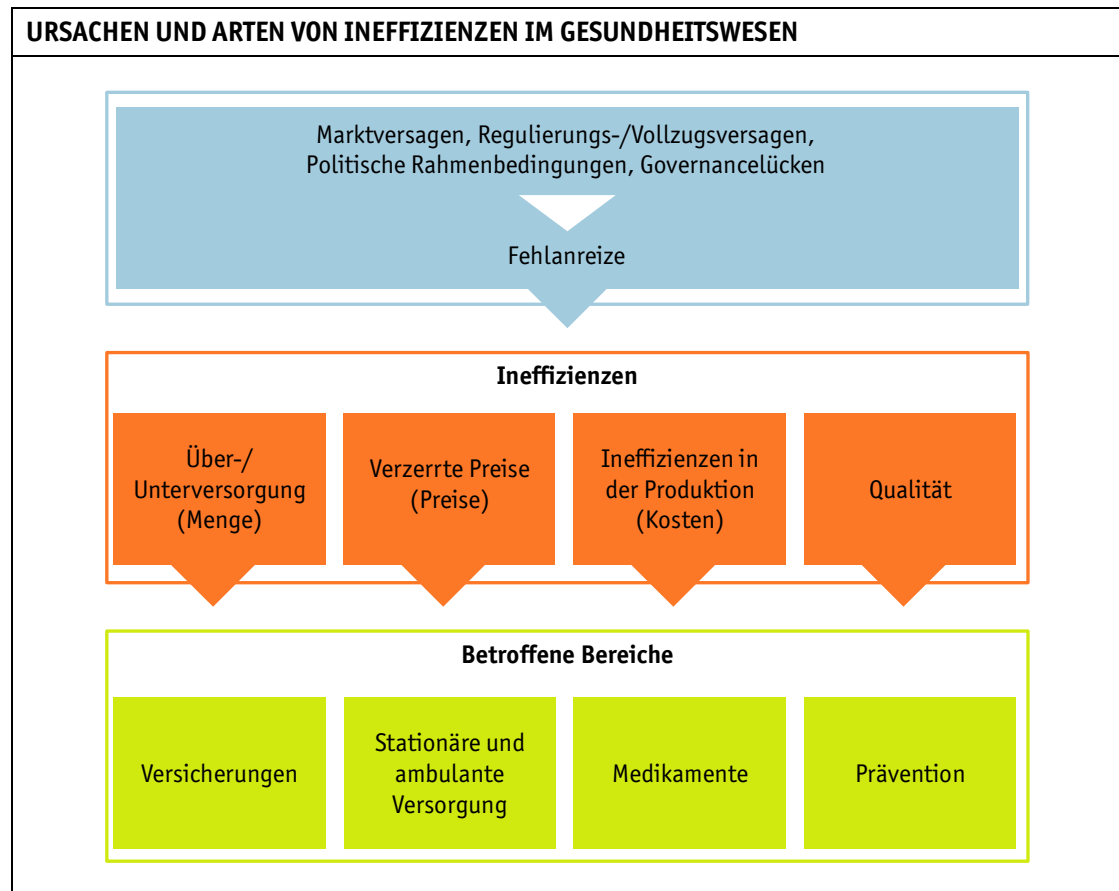 URSACHEN UND ARTEN VON INEFFIZIENZEN IM GESUNDHEITSWESEN
Marktversagen, Regulierungs-/Vollzugsversagen,
Politische Rahmenbedingungen, Governancelücken
Fehlanreize
Ineffizienzen
Über-/
Unterversorgung
(Menge)
Verzerrte Preise
(Preise)
Ineffizienzen in
der Produktion
(Kosten)
Qualität
Betroffene Bereiche
Versicherungen
Stationäre und
ambulante
Versorgung
Medikamente
Prävention